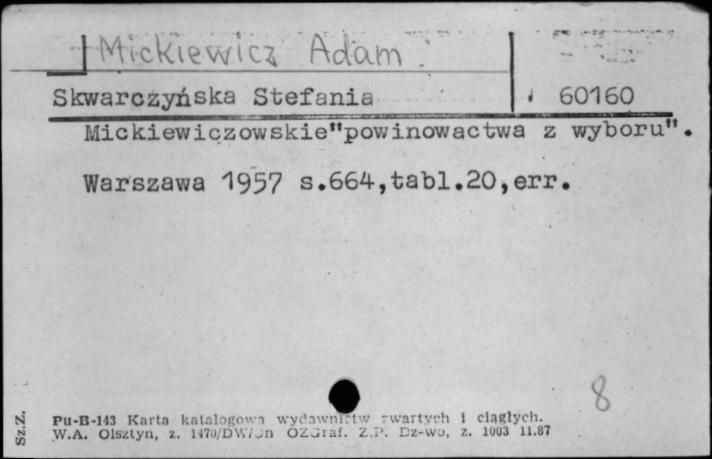 Mickiewicz Adam
Skwarczyńska Stefania 60160
Mickiewiczowskie"powinowactwa z wyboru".
Warszawa 1957 s.664,tabl.20,err.
8
Sz.Z.
Pu-B-143 Karta katalogowa wydawnictw zwartych i ciągłych.
W.A. Olsztyn, z. 1470/DW/ OZGraf. Z.P. Dz-wo, z. 1003 11.87